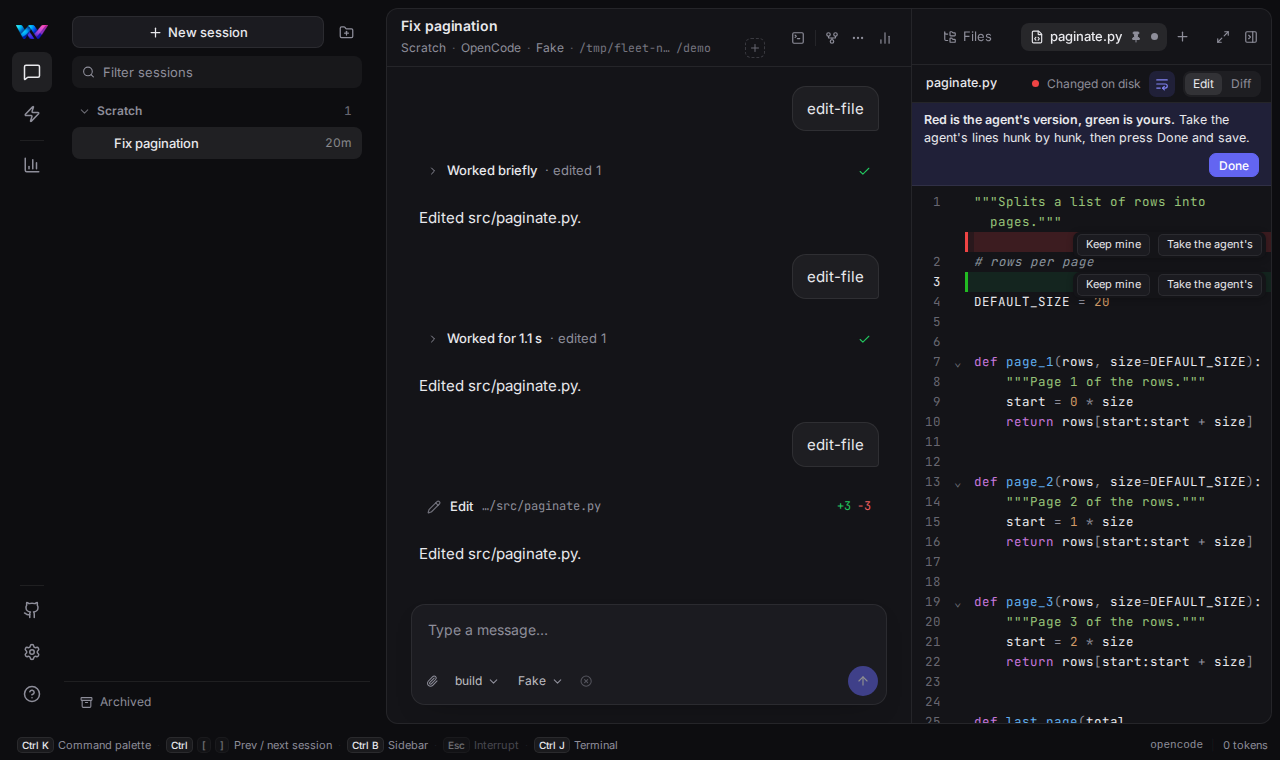 New session
Filter sessions
Scratch 1
Fix pagination 20m
Archived
Fix pagination
Scratch · OpenCode · Fake · /tmp/fleet-n… /demo
edit-file
Worked briefly · edited 1
Edited src/paginate.py.
edit-file
Worked for 1.1 s · edited 1
Edited src/paginate.py.
edit-file
Edit …/src/paginate.py +3 -3
Edited src/paginate.py.
Type a message...
build Fake
Files paginate.py
paginate.py Changed on disk Edit Diff
Red is the agent's version, green is yours. Take the
agent's lines hunk by hunk, then press Done and save.
Done
1 """Splits a list of rows into
pages."""
Keep mine Take the agent's
2 # rows per page
3 Keep mine Take the agent's
4 DEFAULT_SIZE = 20
5
6
7 def page_1(rows, size=DEFAULT_SIZE):
8 """Page 1 of the rows."""
9 start = 0 * size
10 return rows[start:start + size]
11
12
13 def page_2(rows, size=DEFAULT_SIZE):
14 """Page 2 of the rows."""
15 start = 1 * size
16 return rows[start:start + size]
17
18
19 def page_3(rows, size=DEFAULT_SIZE):
20 """Page 3 of the rows."""
21 start = 2 * size
22 return rows[start:start + size]
23
24
25 def last_page(total
Ctrl K Command palette Ctrl [ ] Prev / next session Ctrl B Sidebar Esc Interrupt Ctrl J Terminal opencode 0 tokens